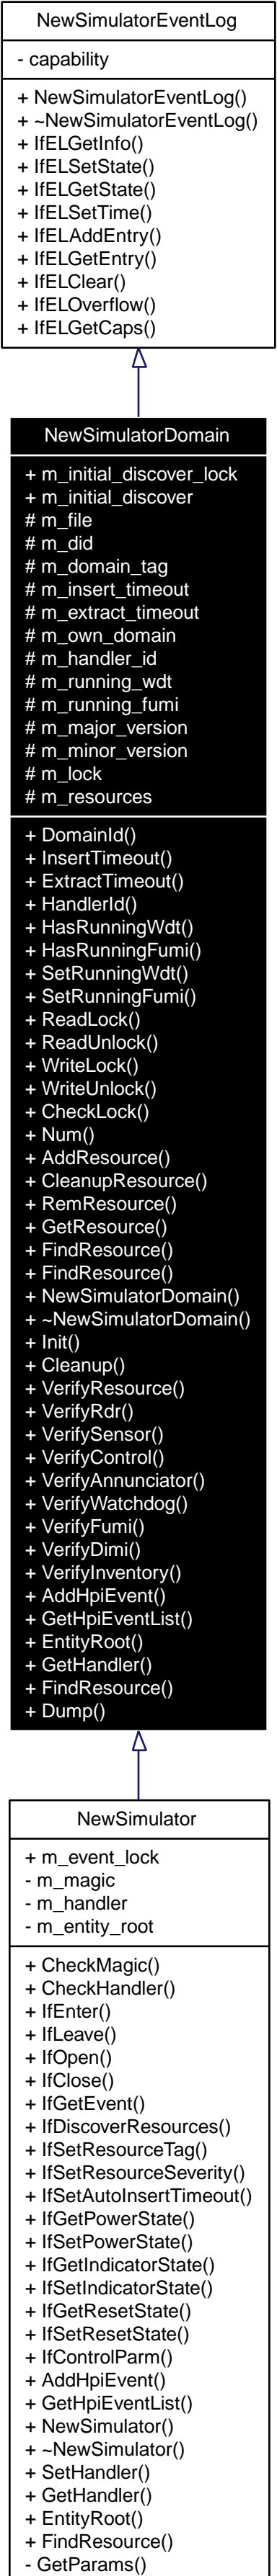 NewSimulatorEventLog
- capability
+ NewSimulatorEventLog()
+ ~NewSimulatorEventLog()
+ IfELGetInfo()
+ IfELSetState()
+ IfELGetState()
+ IfELSetTime()
+ IfELAddEntry()
+ IfELGetEntry()
+ IfELClear()
+ IfELOverflow()
+ IfELGetCaps()
NewSimulatorDomain
+ m_initial_discover_lock
+ m_initial_discover
# m_file
# m_did
# m_domain_tag
# m_insert_timeout
# m_extract_timeout
# m_own_domain
# m_handler_id
# m_running_wdt
# m_running_fumi
# m_major_version
# m_minor_version
# m_lock
# m_resources
+ DomainId()
+ InsertTimeout()
+ ExtractTimeout()
+ HandlerId()
+ HasRunningWdt()
+ HasRunningFumi()
+ SetRunningWdt()
+ SetRunningFumi()
+ ReadLock()
+ ReadUnlock()
+ WriteLock()
+ WriteUnlock()
+ CheckLock()
+ Num()
+ AddResource()
+ CleanupResource()
+ RemResource()
+ GetResource()
+ FindResource()
+ FindResource()
+ NewSimulatorDomain()
+ ~NewSimulatorDomain()
+ Init()
+ Cleanup()
+ VerifyResource()
+ VerifyRdr()
+ VerifySensor()
+ VerifyControl()
+ VerifyAnnunciator()
+ VerifyWatchdog()
+ VerifyFumi()
+ VerifyDimi()
+ VerifyInventory()
+ AddHpiEvent()
+ GetHpiEventList()
+ EntityRoot()
+ GetHandler()
+ FindResource()
+ Dump()
NewSimulator
+ m_event_lock
- m_magic
- m_handler
- m_entity_root
+ CheckMagic()
+ CheckHandler()
+ IfEnter()
+ IfLeave()
+ IfOpen()
+ IfClose()
+ IfGetEvent()
+ IfDiscoverResources()
+ IfSetResourceTag()
+ IfSetResourceSeverity()
+ IfSetAutoInsertTimeout()
+ IfGetPowerState()
+ IfSetPowerState()
+ IfGetIndicatorState()
+ IfSetIndicatorState()
+ IfGetResetState()
+ IfSetResetState()
+ IfControlParm()
+ AddHpiEvent()
+ GetHpiEventList()
+ NewSimulator()
+ ~NewSimulator()
+ SetHandler()
+ GetHandler()
+ EntityRoot()
+ FindResource()
- GetParams()